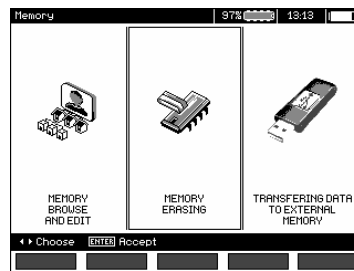 Memory 97% 13:13
MEMORY
BROWSE
AND EDIT
MEMORY
ERASING
TRANSFERING DATA
TO EXTERNAL
MEMORY
Choose ENTER Accept